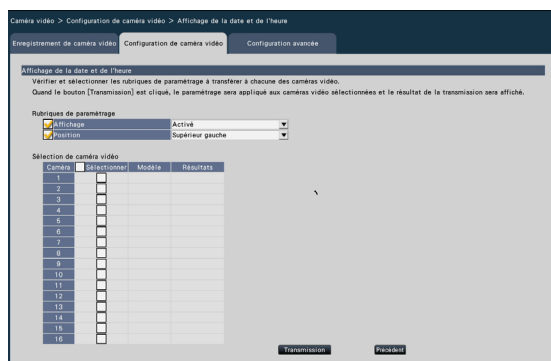 Caméra vidéo > Configuration de caméra vidéo > Affichage de la date et de l'heure
Enregistrement de caméra vidéo Configuration de caméra vidéo Configuration avancée
Affichage de la date et de l'heure
Vérifier et sélectionner les rubriques de paramétrage à transférer à chacune des caméras vidéo.
Quand le bouton [Transmission] est cliqué, le paramétrage sera appliqué aux caméras vidéo sélectionnées et le résultat de la transmission sera affiché.
Rubriques de paramétrage
Affichage Activé
Position Supérieur gauche
Sélection de caméra vidéo
Caméra Sélectionner Modèle Résultats
1
2
3
4
5
6
7
8
9
10
11
12
13
14
15
16
Transmission Précédent